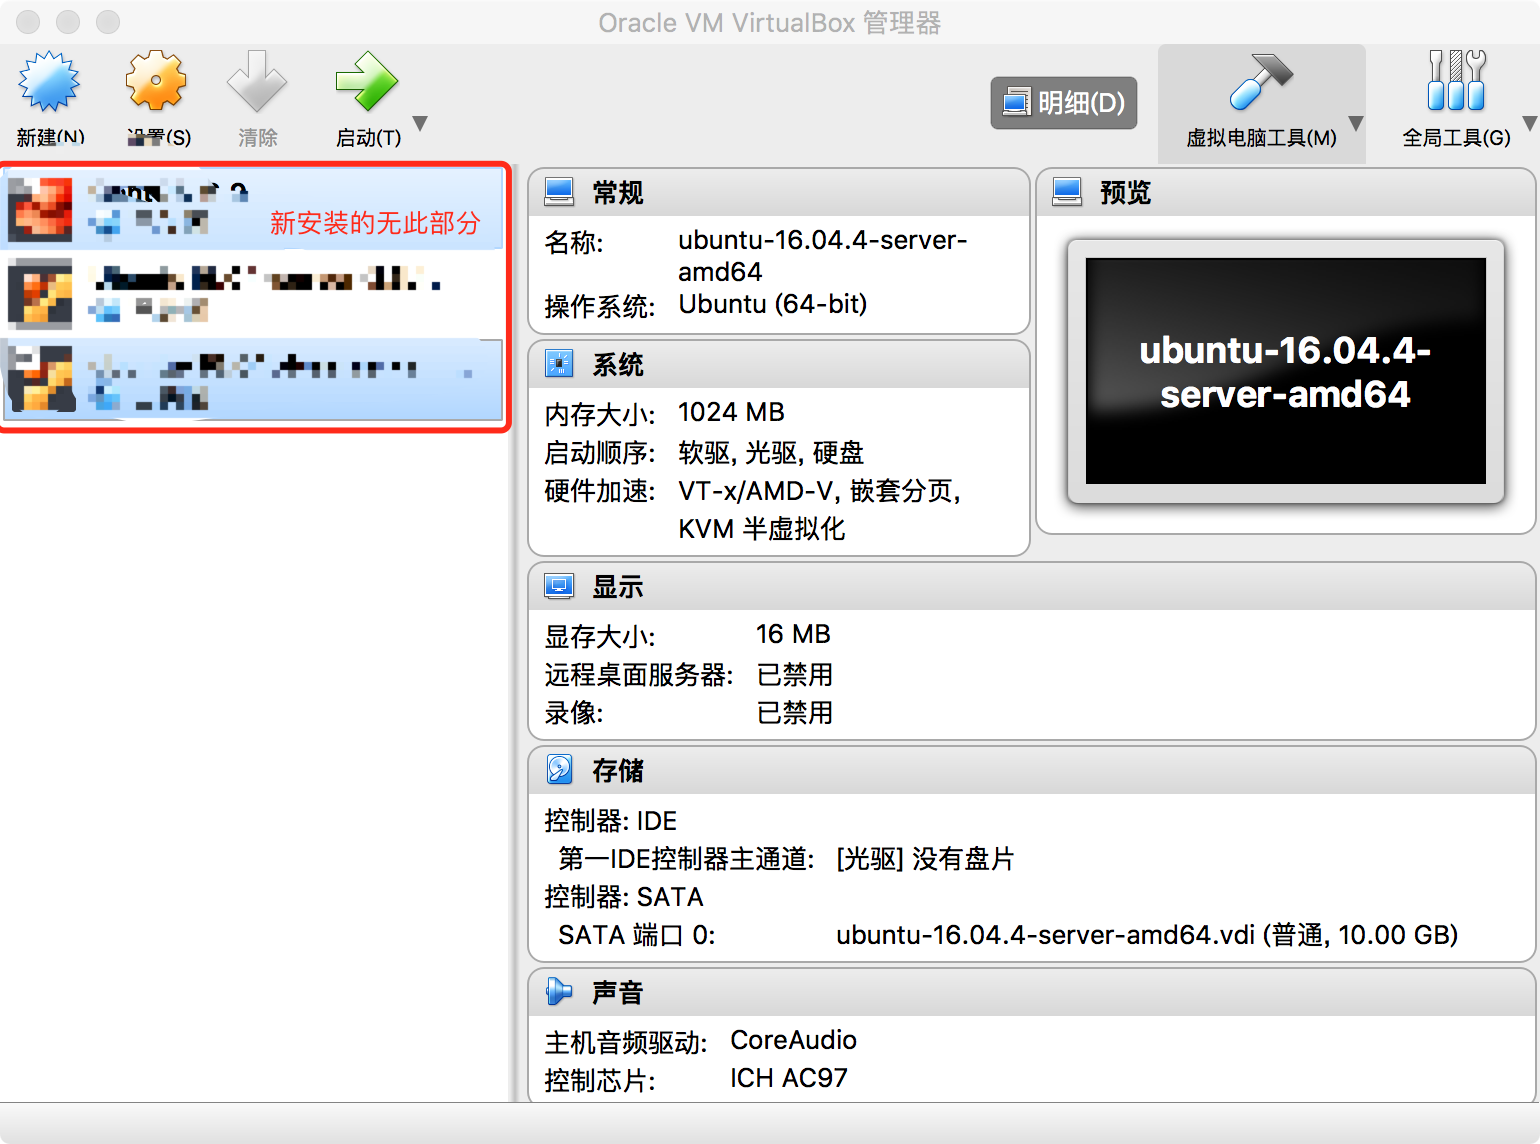 Oracle VM VirtualBox 管理器
新建(N)
设置(S)
清除
启动(T)
明细(D)
虚拟电脑工具(M)
全局工具(G)
新安装的无此部分
常规
名称: ubuntu-16.04.4-server-
amd64
操作系统: Ubuntu (64-bit)
预览
ubuntu-16.04.4-
server-amd64
系统
内存大小: 1024 MB
启动顺序: 软驱, 光驱, 硬盘
硬件加速: VT-x/AMD-V, 嵌套分页,
KVM 半虚拟化
显示
显存大小: 16 MB
远程桌面服务器: 已禁用
录像: 已禁用
存储
控制器: IDE
第一IDE控制器主通道: [光驱] 没有盘片
控制器: SATA
SATA 端口 0: ubuntu-16.04.4-server-amd64.vdi (普通, 10.00 GB)
声音
主机音频驱动: CoreAudio
控制芯片: ICH AC97